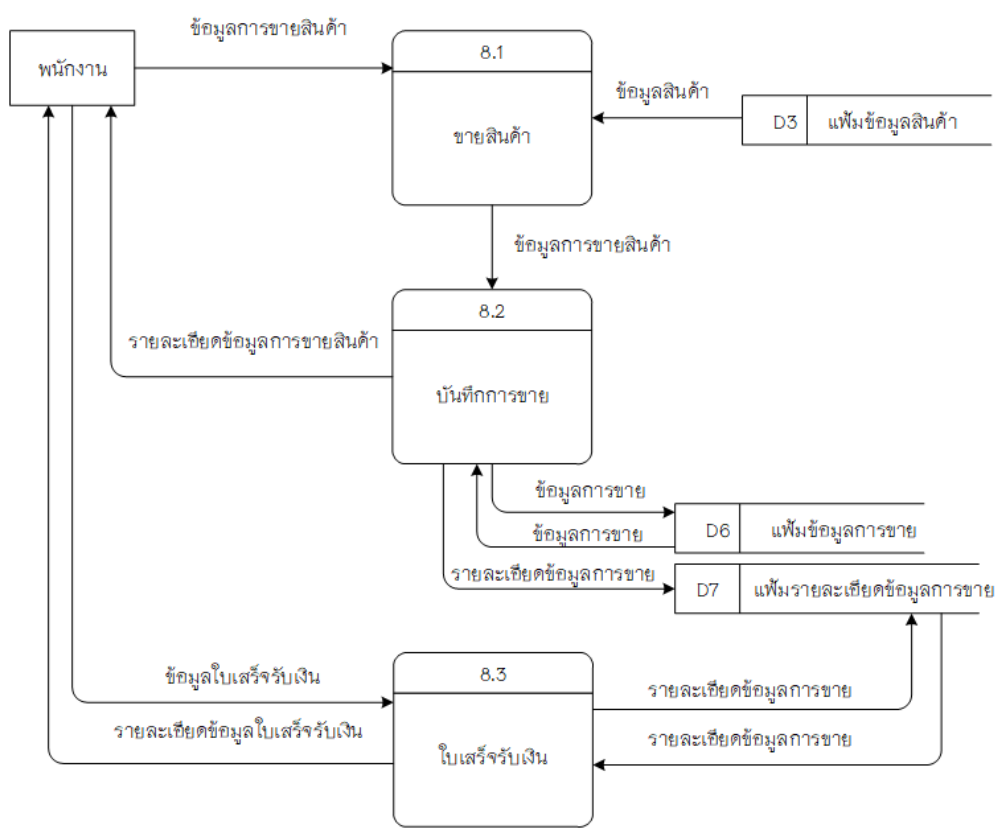 ข้อมูลการขายสินค้า
พนักงาน
8.1
ขายสินค้า
ข้อมูลสินค้า
D3 แฟ้มข้อมูลสินค้า
ข้อมูลการขายสินค้า
8.2
บันทึกการขาย
รายละเอียดข้อมูลการขายสินค้า
ข้อมูลการขาย
ข้อมูลการขาย
D6 แฟ้มข้อมูลการขาย
รายละเอียดข้อมูลการขาย
D7 แฟ้มรายละเอียดข้อมูลการขาย
ข้อมูลใบเสร็จรับเงิน
8.3
ใบเสร็จรับเงิน
รายละเอียดข้อมูลการขาย
รายละเอียดข้อมูลใบเสร็จรับเงิน
รายละเอียดข้อมูลการขาย